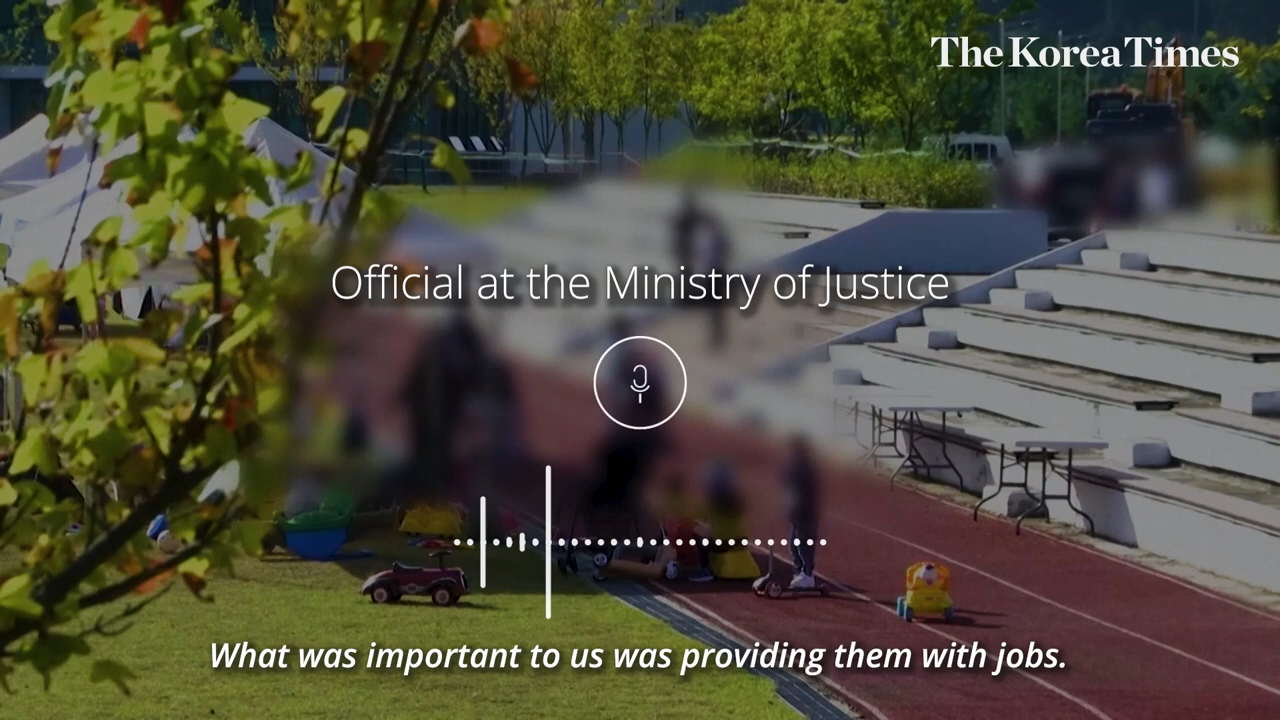 The Korea Times
Official at the Ministry of Justice
What was important to us was providing them with jobs.